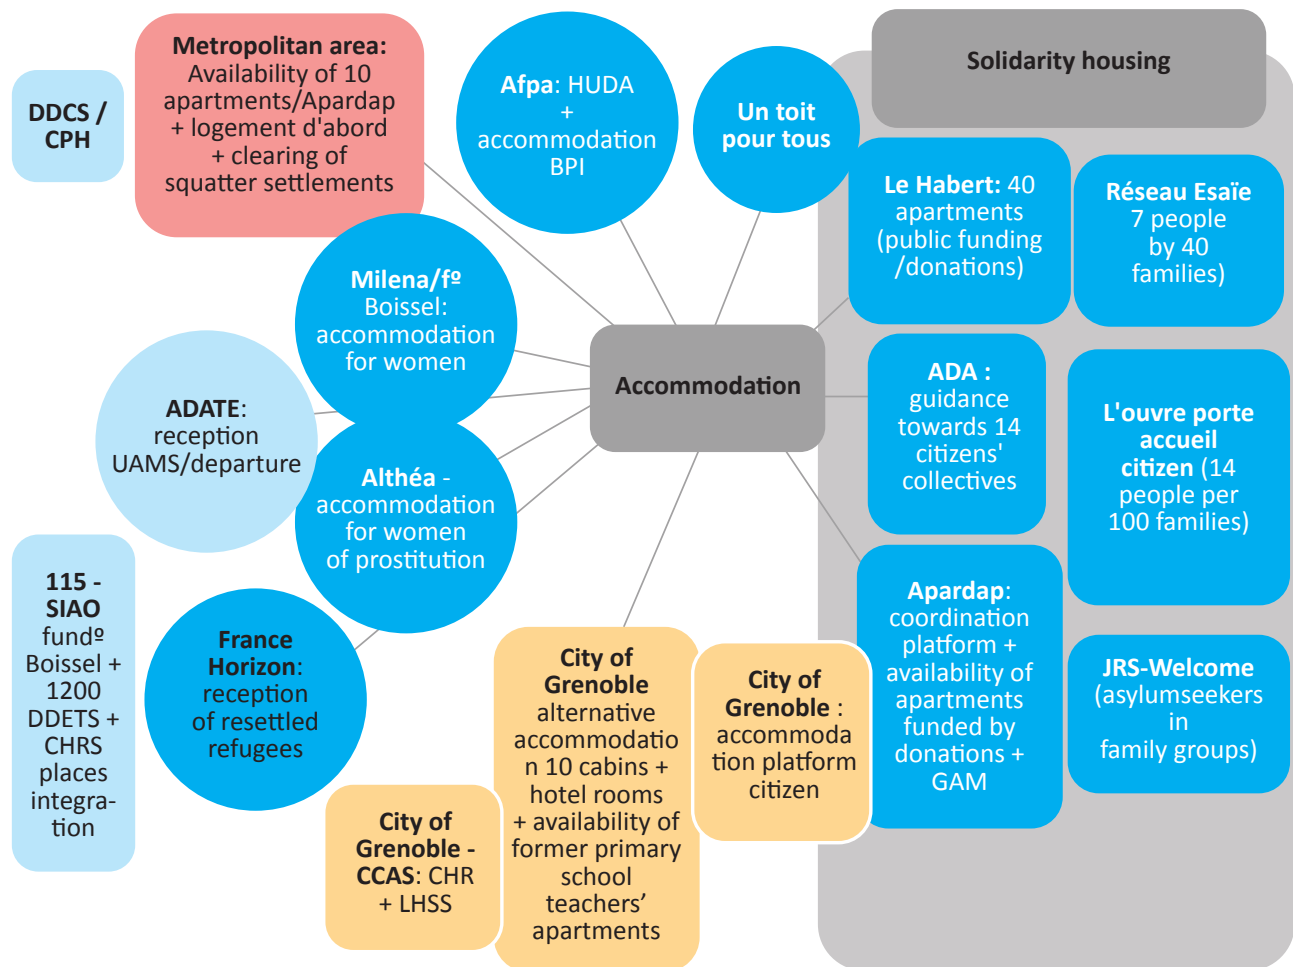 DDCS /
CPH
Metropolitan area:
Availability of 10
apartments/Apardap
+ logement d'abord
+ clearing of
squatter settlements
Afpa: HUDA
+
accommodation
BPI
Un toit
pour tous
Solidarity housing
Le Habert: 40
apartments
(public funding
/donations)
Réseau Esaïe
7 people
by 40
families)
Milena/fº
Boissel:
accommodation
for women
Accommodation
ADA :
guidance
towards 14
citizens'
collectives
L'ouvre porte
accueil
citizen (14
people per
100 families)
ADATE:
reception
UAMS/departure
Althéa -
accommodation
for women
of prostitution
115 -
SIAO
fundº
Boissel +
1200
DDETS +
CHRS
places
integra-
tion
France
Horizon:
reception
of resettled
refugees
City of
Grenoble -
CCAS: CHR
+ LHSS
City of
Grenoble
alternative
accommodatio
n 10 cabins +
hotel rooms
+ availability of
former primary
school
teachers’
apartments
City of
Grenoble :
accommoda
tion platform
citizen
Apardap:
coordination
platform +
availability of
apartments
funded by
donations +
GAM
JRS-Welcome
(asylumseekers
in
family groups)